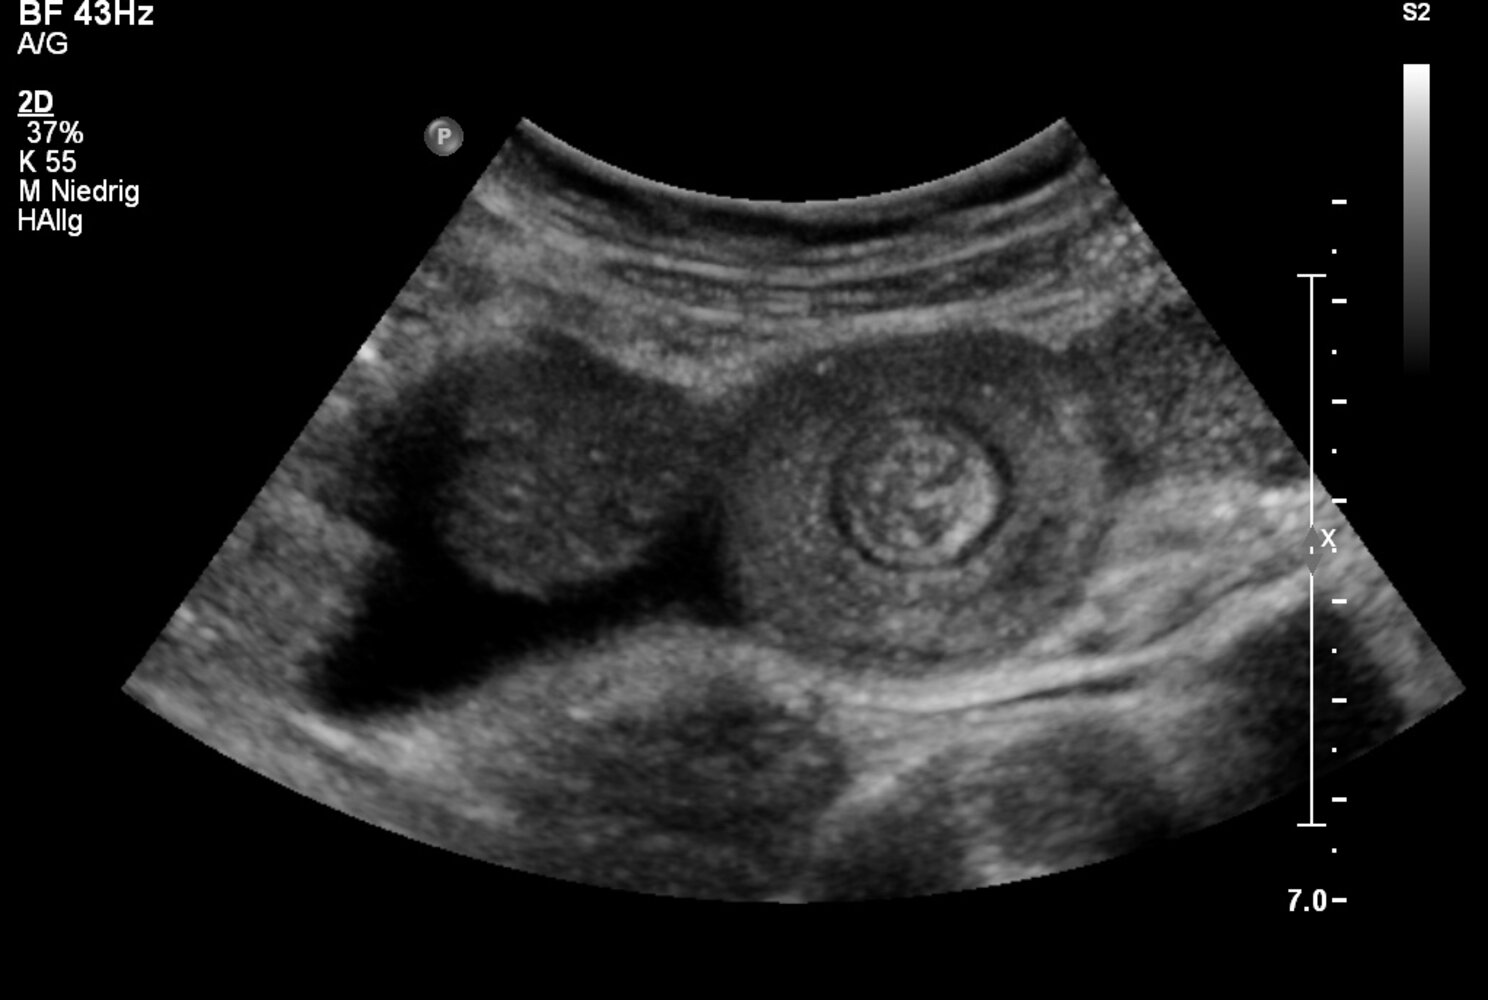 BF 43Hz
A/G
2D
37%
K 55
M Niedrig
HAllg
P
S2
X
7.0